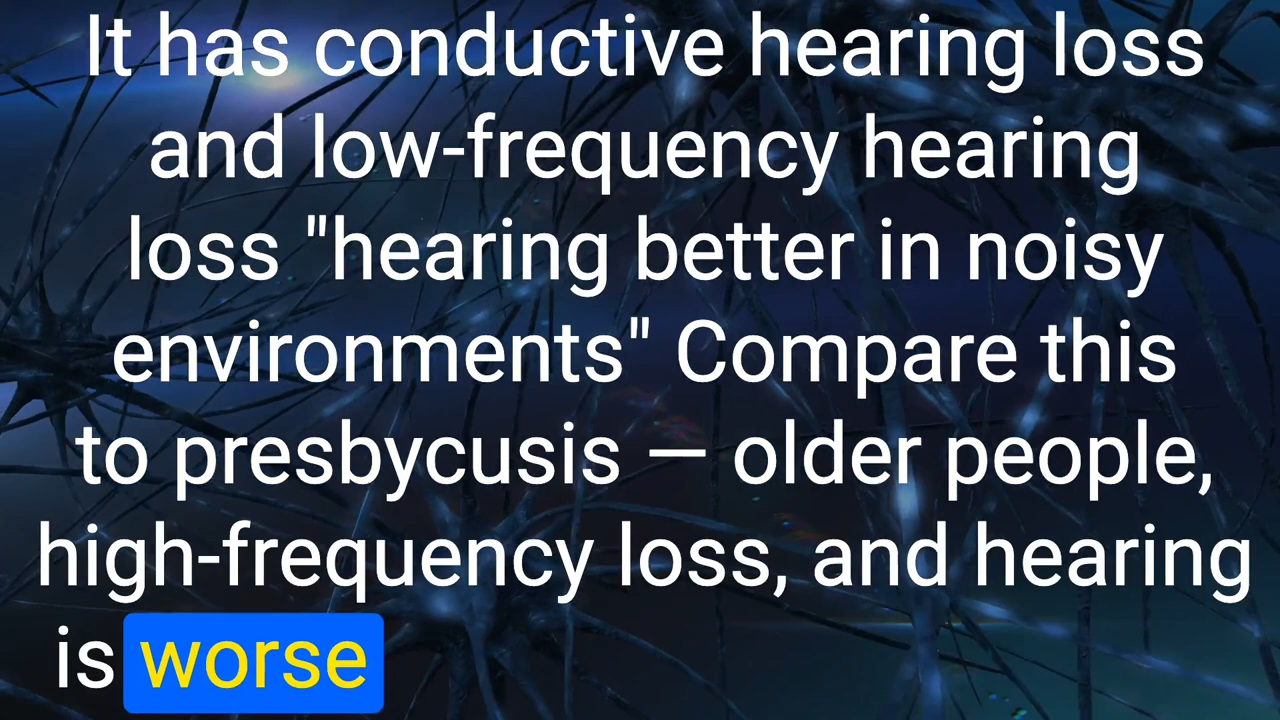 It has conductive hearing loss
and low-frequency hearing
loss "hearing better in noisy
environments" Compare this
to presbycusis — older people,
high-frequency loss, and hearing
is worse